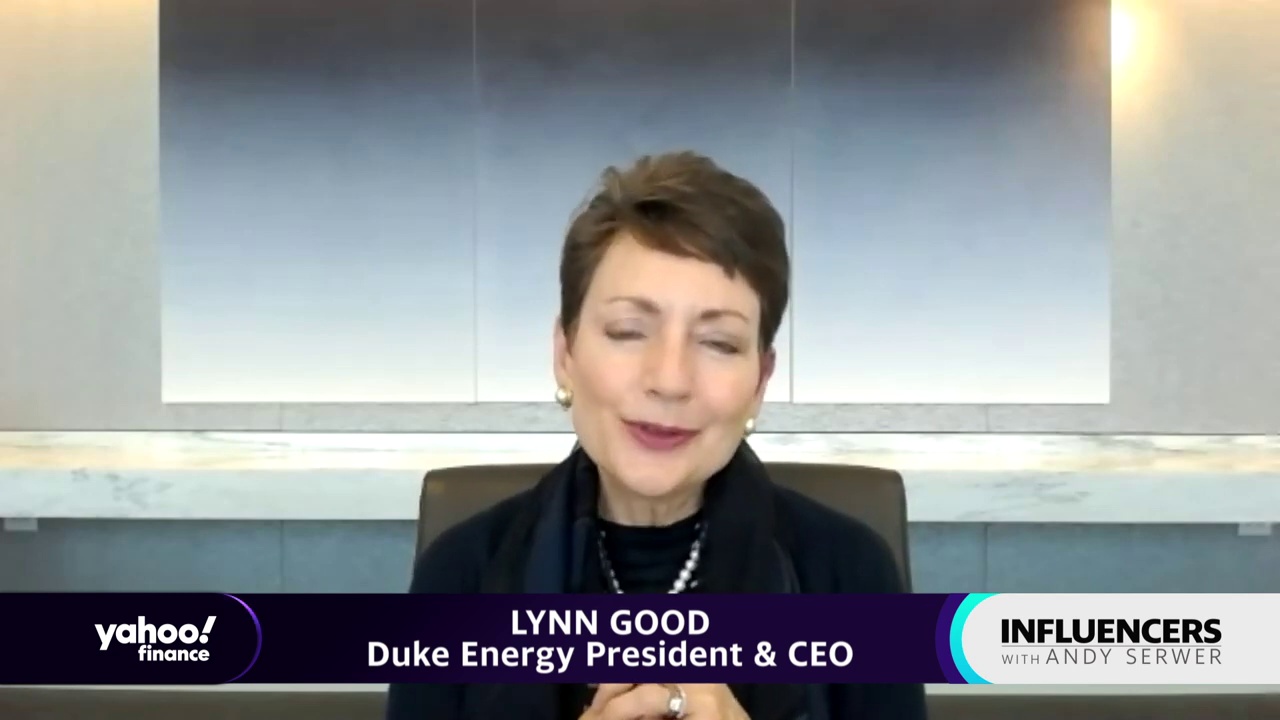 yahoo!
finance
LYNN GOOD
Duke Energy President & CEO
INFLUENCERS
WITH ANDY SERWER